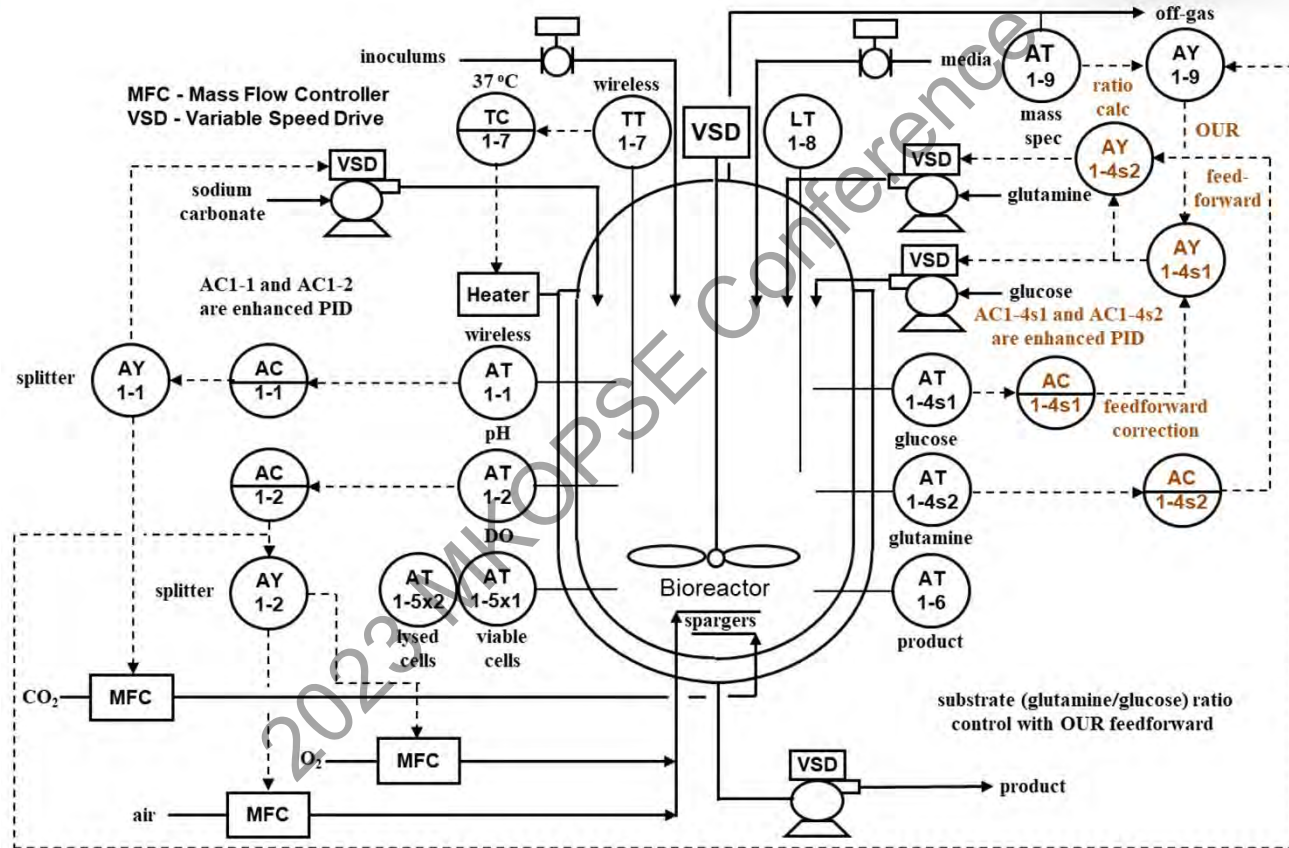 off-gas
inoculums
media
AT
1-9
AY
1-9
37 °C
wireless
ratio
calc
MFC - Mass Flow Controller
VSD - Variable Speed Drive
TC
1-7
TT
1-7
VSD
LT
1-8
mass
spec
OUR
AY
1-4s2
VSD
VSD
sodium
carbonate
glutamine
feed-
forward
AY
1-4s1
VSD
Heater
glucose
AC1-1 and AC1-2
are enhanced PID
AC1-4s1 and AC1-4s2
are enhanced PID
wireless
splitter
AY
1-1
AC
1-1
AT
1-1
pH
AT
1-4s1
glucose
AC
1-4s1
feedforward
correction
AC
1-2
AT
1-2
DO
AT
1-4s2
glutamine
AC
1-4s2
splitter
AY
1-2
AT
1-5x2
lysed
cells
AT
1-5x1
viable
cells
Bioreactor
spargers
AT
1-6
product
CO2
MFC
substrate (glutamine/glucose) ratio
control with OUR feedforward
O2
MFC
VSD
product
air
MFC
2023 MKOPSE Conference